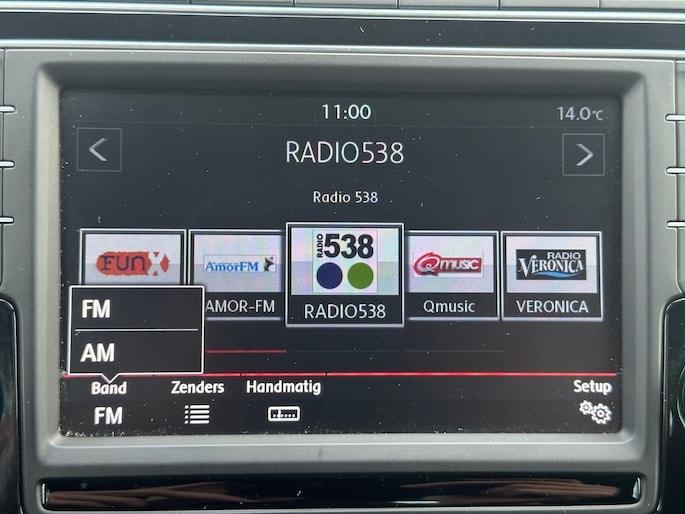 11:00
14.0°C
RADIO538
Radio 538
FUNX
AmorFM
RADIO 538
Qmusic
RADIO VERONICA
AMOR-FM
RADIO538
Qmusic
VERONICA
FM
AM
Band
Zenders
Handmatig
Setup
FM